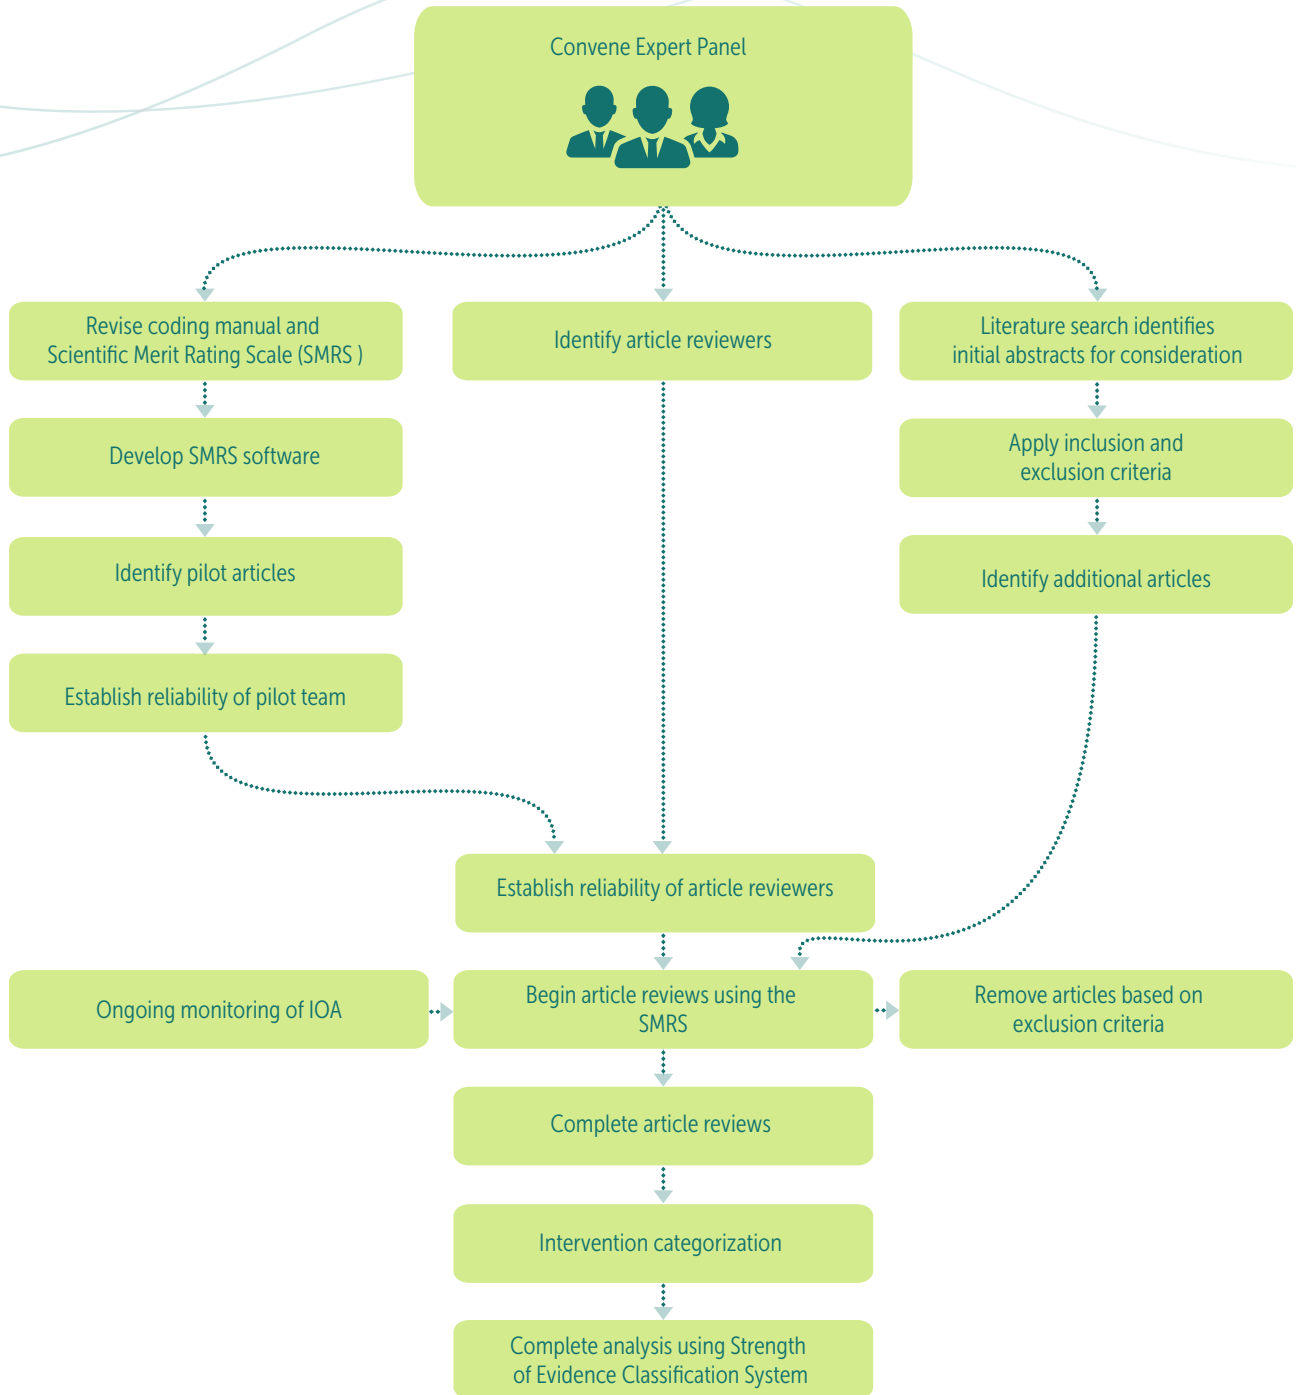 Convene Expert Panel
Revise coding manual and
Scientific Merit Rating Scale (SMRS )
Identify article reviewers
Literature search identifies
initial abstracts for consideration
Develop SMRS software
Apply inclusion and
exclusion criteria
Identify pilot articles
Identify additional articles
Establish reliability of pilot team
Establish reliability of article reviewers
Ongoing monitoring of IOA
Begin article reviews using the
SMRS
Remove articles based on
exclusion criteria
Complete article reviews
Intervention categorization
Complete analysis using Strength
of Evidence Classification System